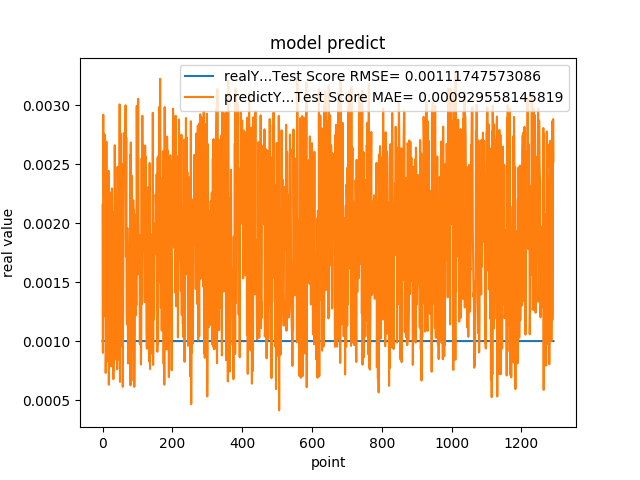 model predict
realY...Test Score RMSE= 0.00111747573086
predictY...Test Score MAE= 0.000929558145819
real value
0.0030
0.0025
0.0020
0.0015
0.0010
0.0005
0 200 400 600 800 1000 1200
point